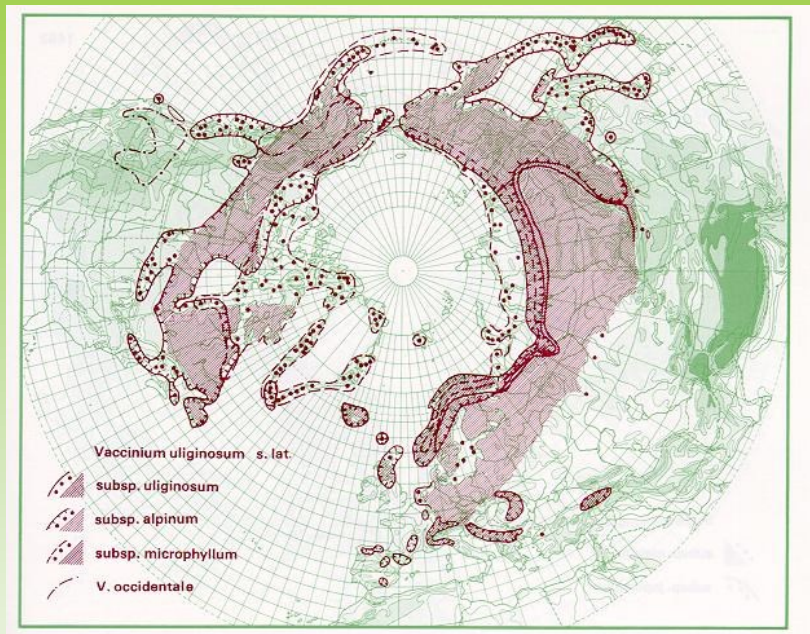 Vaccinium uliginosum s. lat.
subsp. uliginosum
subsp. alpinum
subsp. microphyllum
V. occidentale